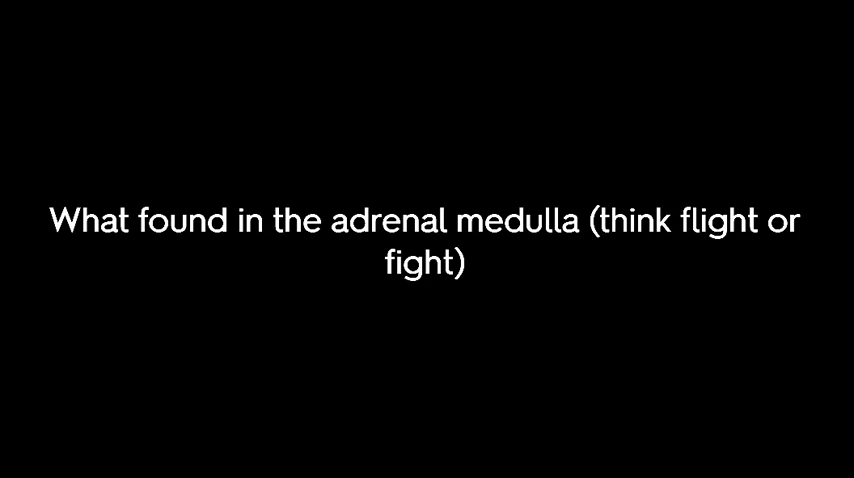 What found in the adrenal medulla (think flight or
fight)